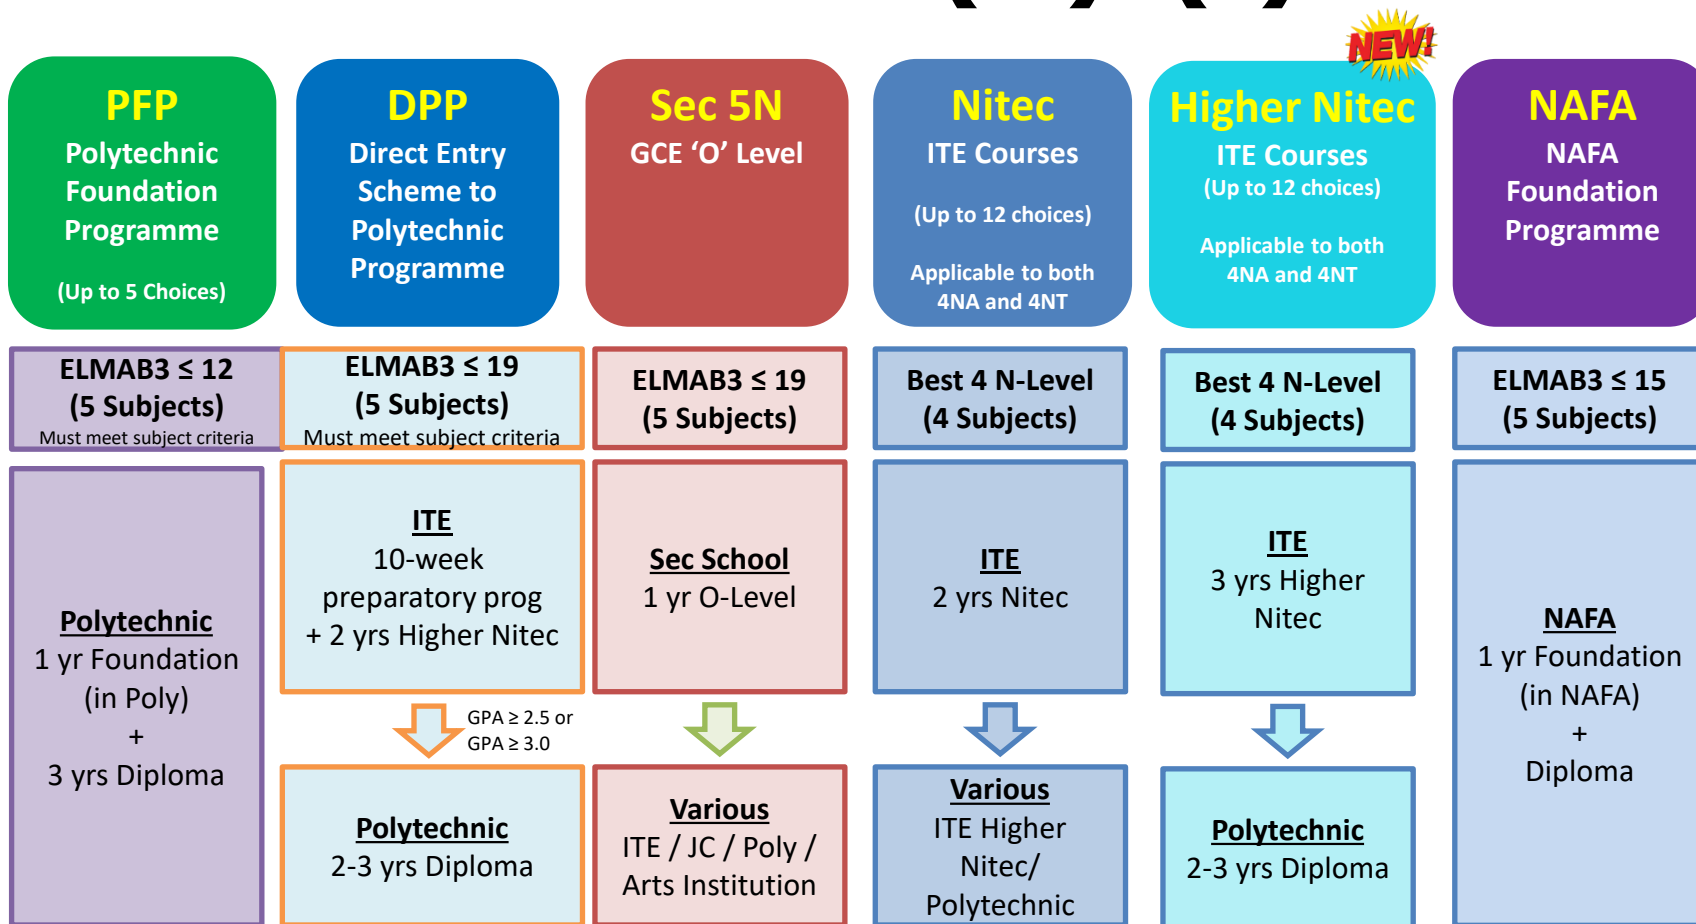 NEW!
PFP
Polytechnic
Foundation
Programme
(Up to 5 Choices)
DPP
Direct Entry
Scheme to
Polytechnic
Programme
Sec 5N
GCE ‘O’ Level
Nitec
ITE Courses
(Up to 12 choices)
Applicable to both
4NA and 4NT
Higher Nitec
ITE Courses
(Up to 12 choices)
Applicable to both
4NA and 4NT
NAFA
NAFA
Foundation
Programme
ELMAB3 ≤ 12
(5 Subjects)
Must meet subject criteria
ELMAB3 ≤ 19
(5 Subjects)
Must meet subject criteria
ELMAB3 ≤ 19
(5 Subjects)
Best 4 N-Level
(4 Subjects)
Best 4 N-Level
(4 Subjects)
ELMAB3 ≤ 15
(5 Subjects)
Polytechnic
1 yr Foundation
(in Poly)
+
3 yrs Diploma
ITE
10-week
preparatory prog
+ 2 yrs Higher Nitec
GPA ≥ 2.5 or
GPA ≥ 3.0
Polytechnic
2-3 yrs Diploma
Sec School
1 yr O-Level
Various
ITE / JC / Poly /
Arts Institution
ITE
2 yrs Nitec
Various
ITE Higher
Nitec/
Polytechnic
ITE
3 yrs Higher
Nitec
Polytechnic
2-3 yrs Diploma
NAFA
1 yr Foundation
(in NAFA)
+
Diploma